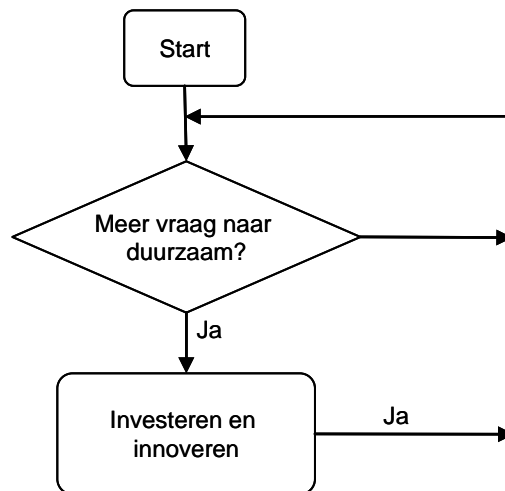 Start
Meer vraag naar
duurzaam?
Ja
Investeren en
innoveren
Ja